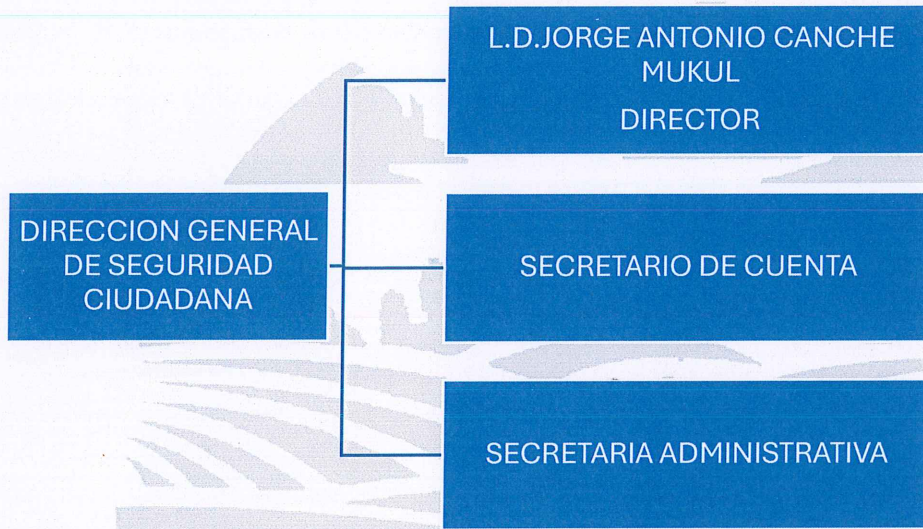 L.D.JORGE ANTONIO CANCHE
MUKUL
DIRECTOR
DIRECCION GENERAL
DE SEGURIDAD
CIUDADANA
SECRETARIO DE CUENTA
SECRETARIA ADMINISTRATIVA